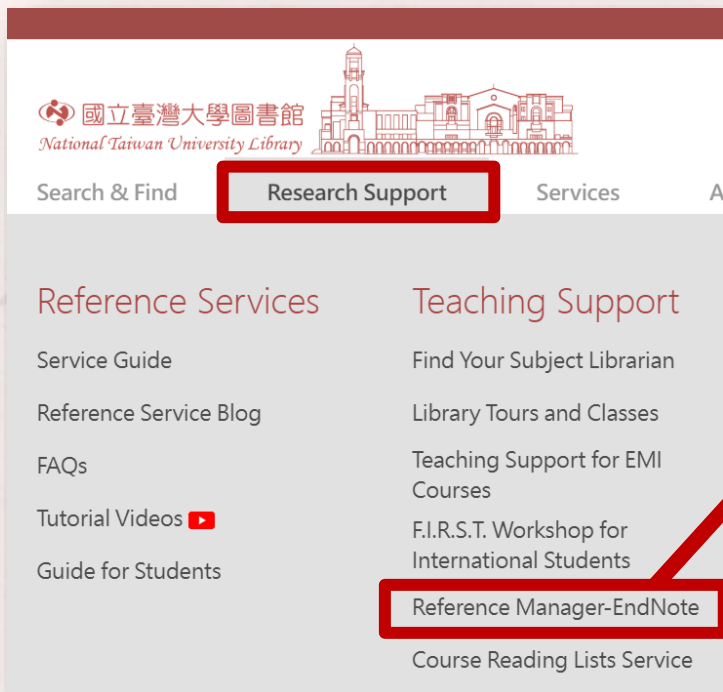 國立臺灣大學圖書館
National Taiwan University Library
Search & Find
Research Support
Services
A
Reference Services
Service Guide
Reference Service Blog
FAQs
Tutorial Videos
Guide for Students
Teaching Support
Find Your Subject Librarian
Library Tours and Classes
Teaching Support for EMI
Courses
F.I.R.S.T. Workshop for
International Students
Reference Manager-EndNote
Course Reading Lists Service